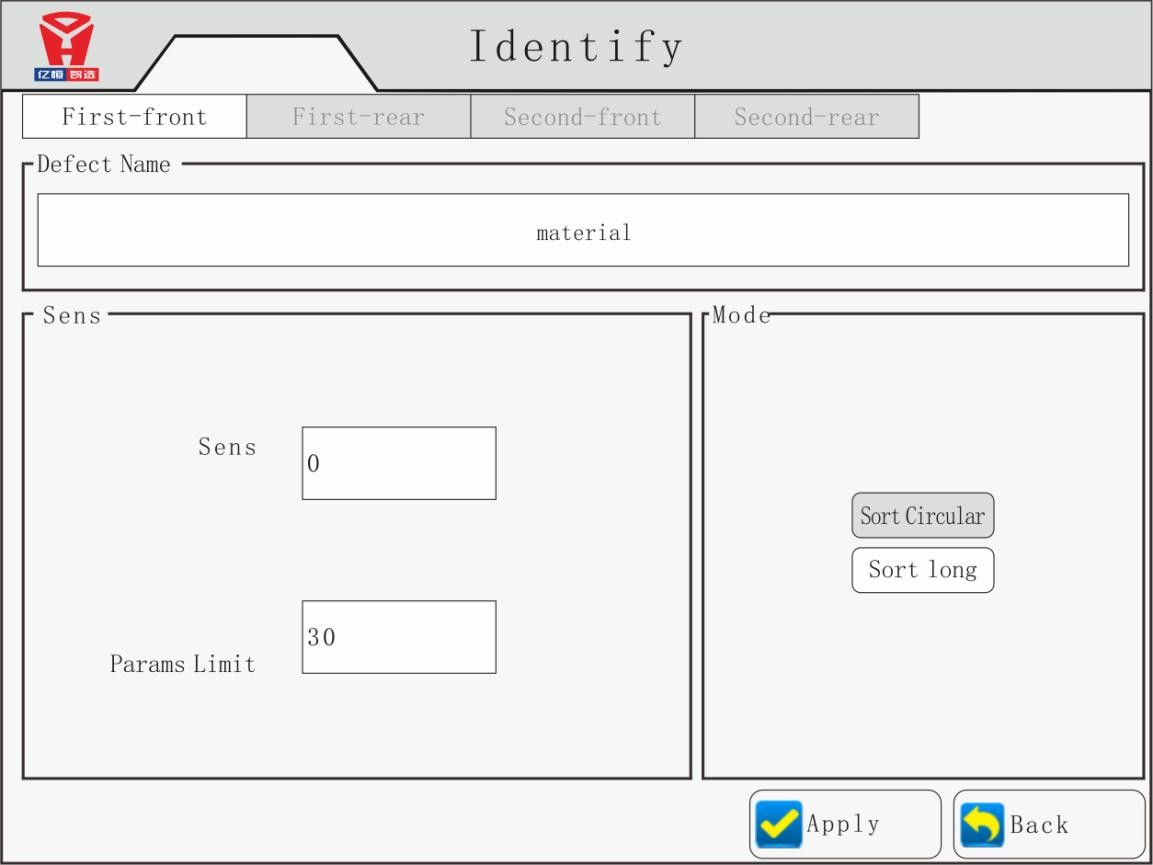 亿恒智选
Identify
First-front
First-rear
Second-front
Second-rear
Defect Name
material
Sens
Mode
Sens
0
Sort Circular
Sort long
30
Params Limit
Apply
Back